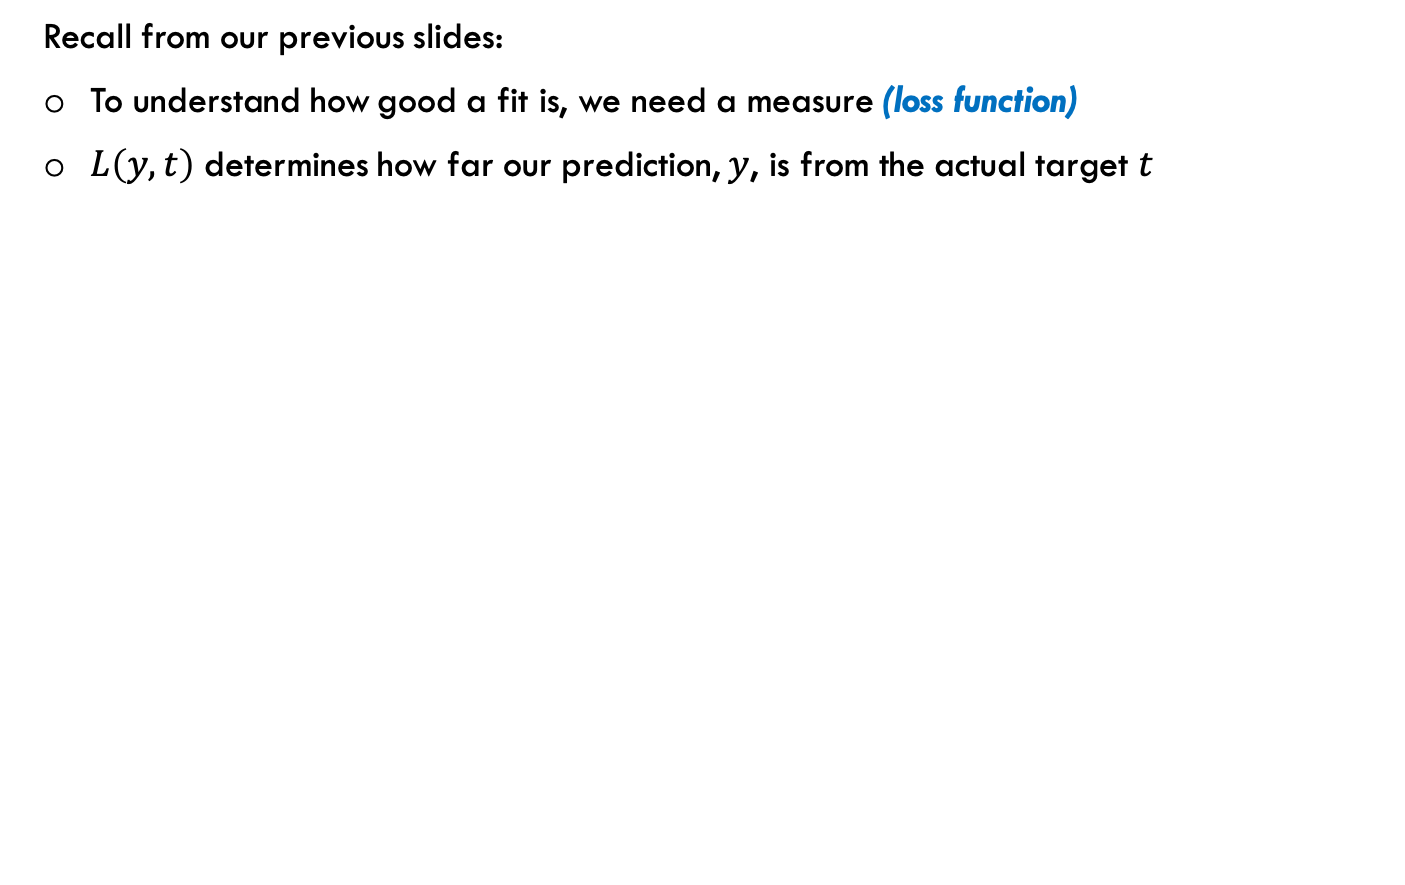 Recall from our previous slides:
○ To understand how good a fit is, we need a measure (loss function)
○ L(y, t) determines how far our prediction, y, is from the actual target t